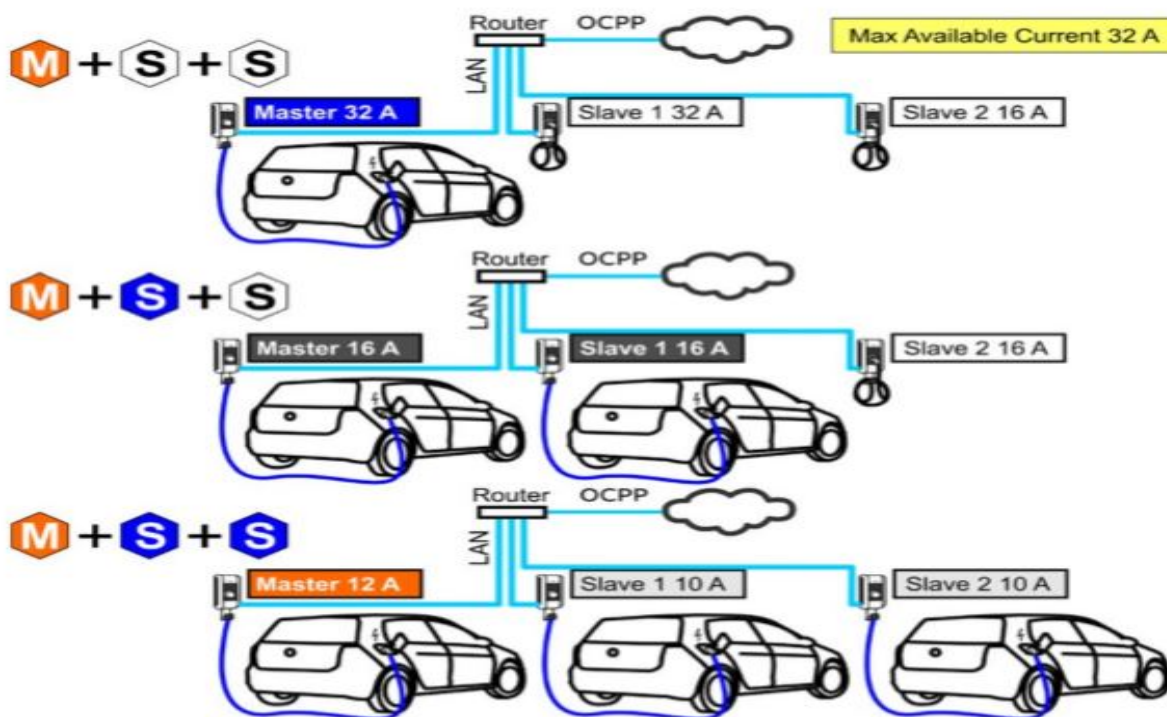 Router OCPP
Max Available Current 32 A
M + S + S
LAN
Master 32 A
Slave 1 32 A
Slave 2 16 A
Router OCPP
M + S + S
LAN
Master 16 A
Slave 1 16 A
Slave 2 16 A
Router OCPP
M + S + S
LAN
Master 12 A
Slave 1 10 A
Slave 2 10 A